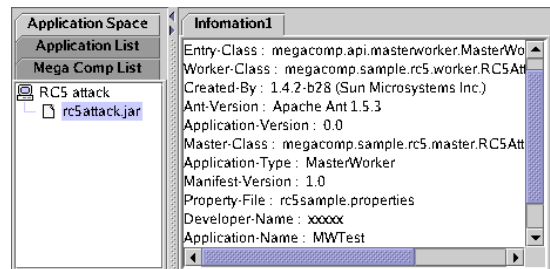 Application Space
Application List
Mega Comp List
RC5 attack
rc5attack.jar
Infomation1
Entry-Class : megacomp.api.masterworker.MasterWo
Worker-Class : megacomp.sample.rc5.worker.RC5Att
Created-By : 1.4.2-b28 (Sun Microsystems Inc.)
Ant-Version : Apache Ant 1.5.3
Application-Version : 0.0
Master-Class : megacomp.sample.rc5.master.RC5Att
Application-Type : MasterWorker
Manifest-Version : 1.0
Property-File : rc5sample.properties
Developer-Name : xxxxx
Application-Name : MWTest